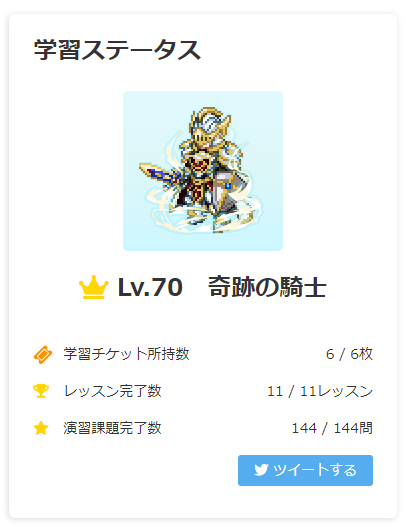 学習ステータス
Lv.70　奇跡の騎士
学習チケット所持数 6 / 6枚
レッスン完了数 11 / 11レッスン
演習課題完了数 144 / 144問
ツイートする